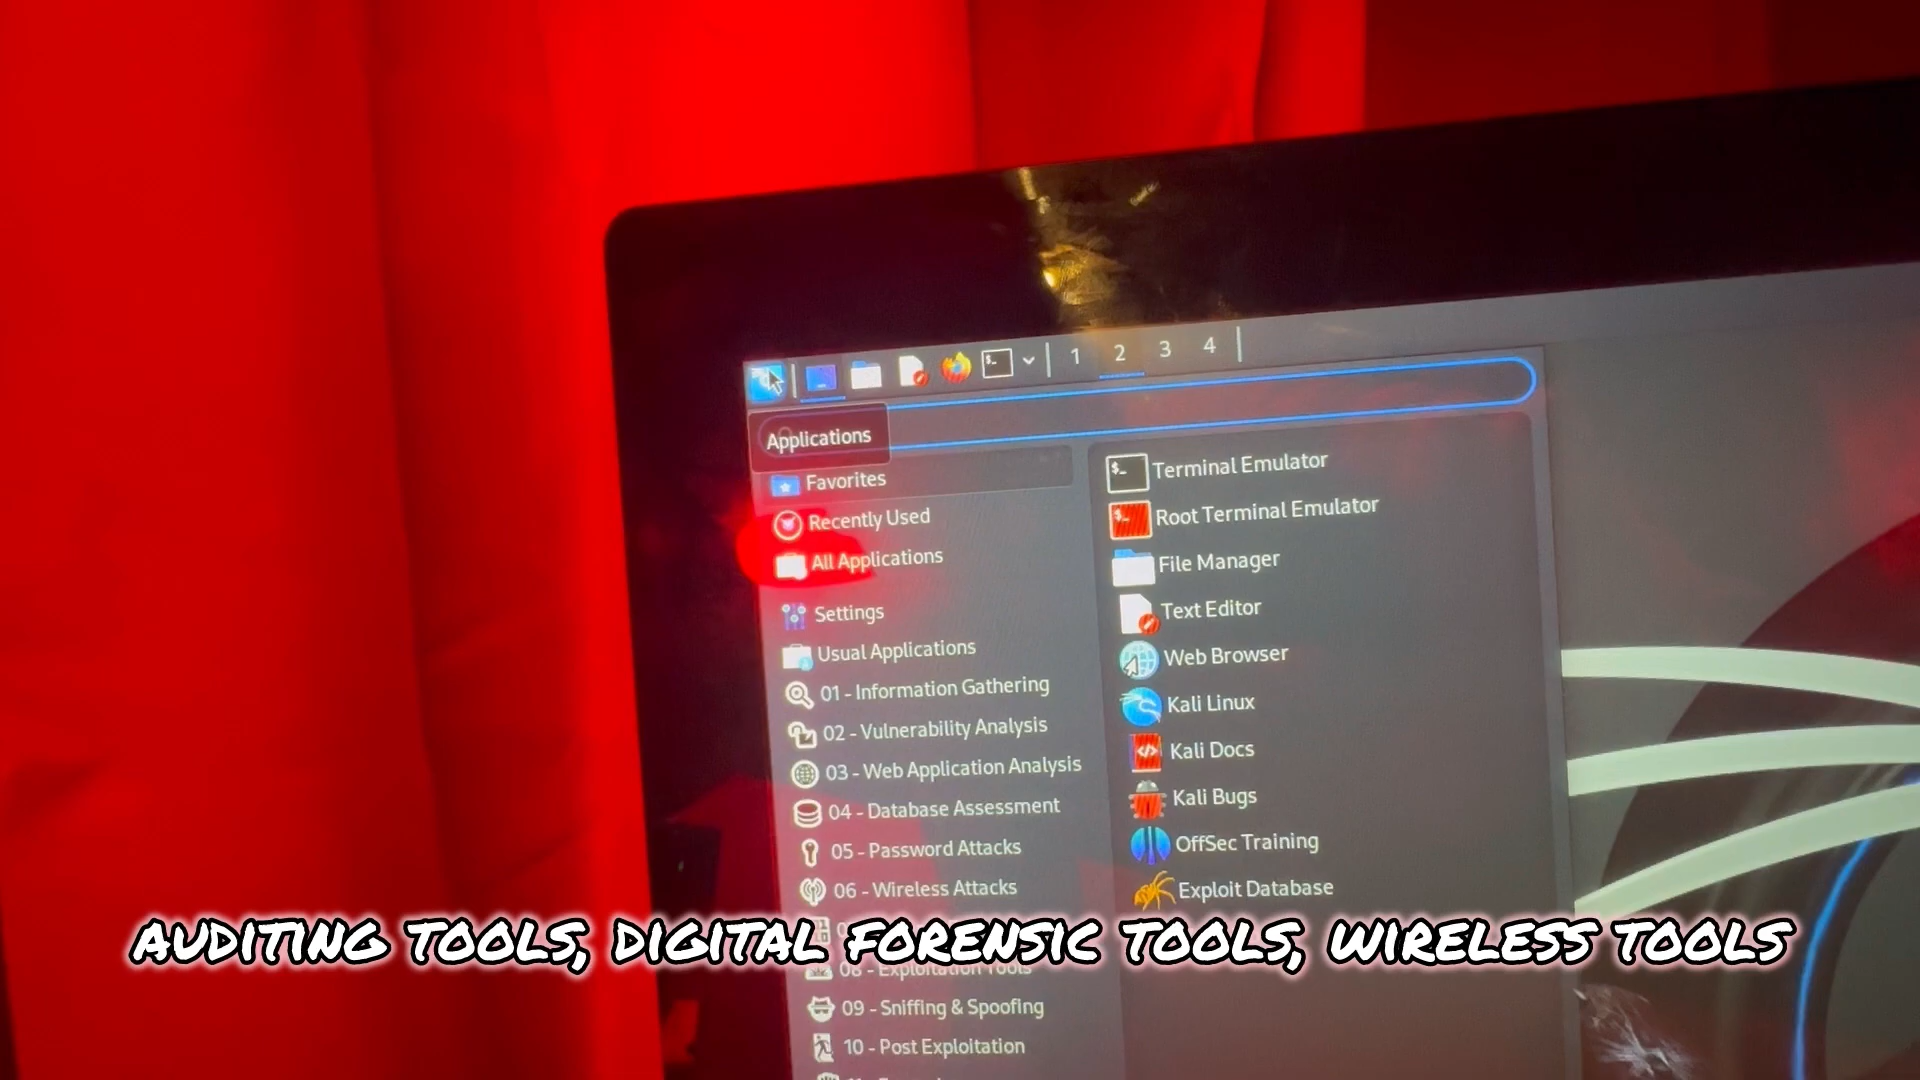 1 2 3 4
Applications
Favorites
Recently Used
All Applications
Settings
Usual Applications
01 - Information Gathering
02 - Vulnerability Analysis
03 - Web Application Analysis
04 - Database Assessment
05 - Password Attacks
06 - Wireless Attacks
08 - Exploitation Tools
09 - Sniffing & Spoofing
10 - Post Exploitation
Terminal Emulator
Root Terminal Emulator
File Manager
Text Editor
Web Browser
Kali Linux
Kali Docs
Kali Bugs
OffSec Training
Exploit Database
AUDITING TOOLS, DIGITAL FORENSIC TOOLS, WIRELESS TOOLS